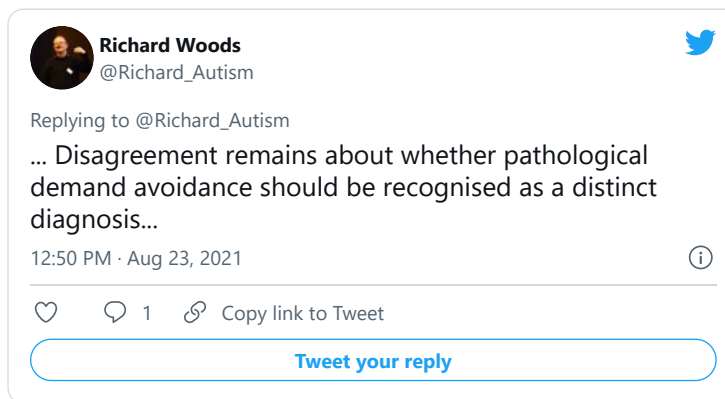 Richard Woods
@Richard_Autism
Replying to @Richard_Autism
... Disagreement remains about whether pathological
demand avoidance should be recognised as a distinct
diagnosis...
12:50 PM · Aug 23, 2021
1 Copy link to Tweet
Tweet your reply